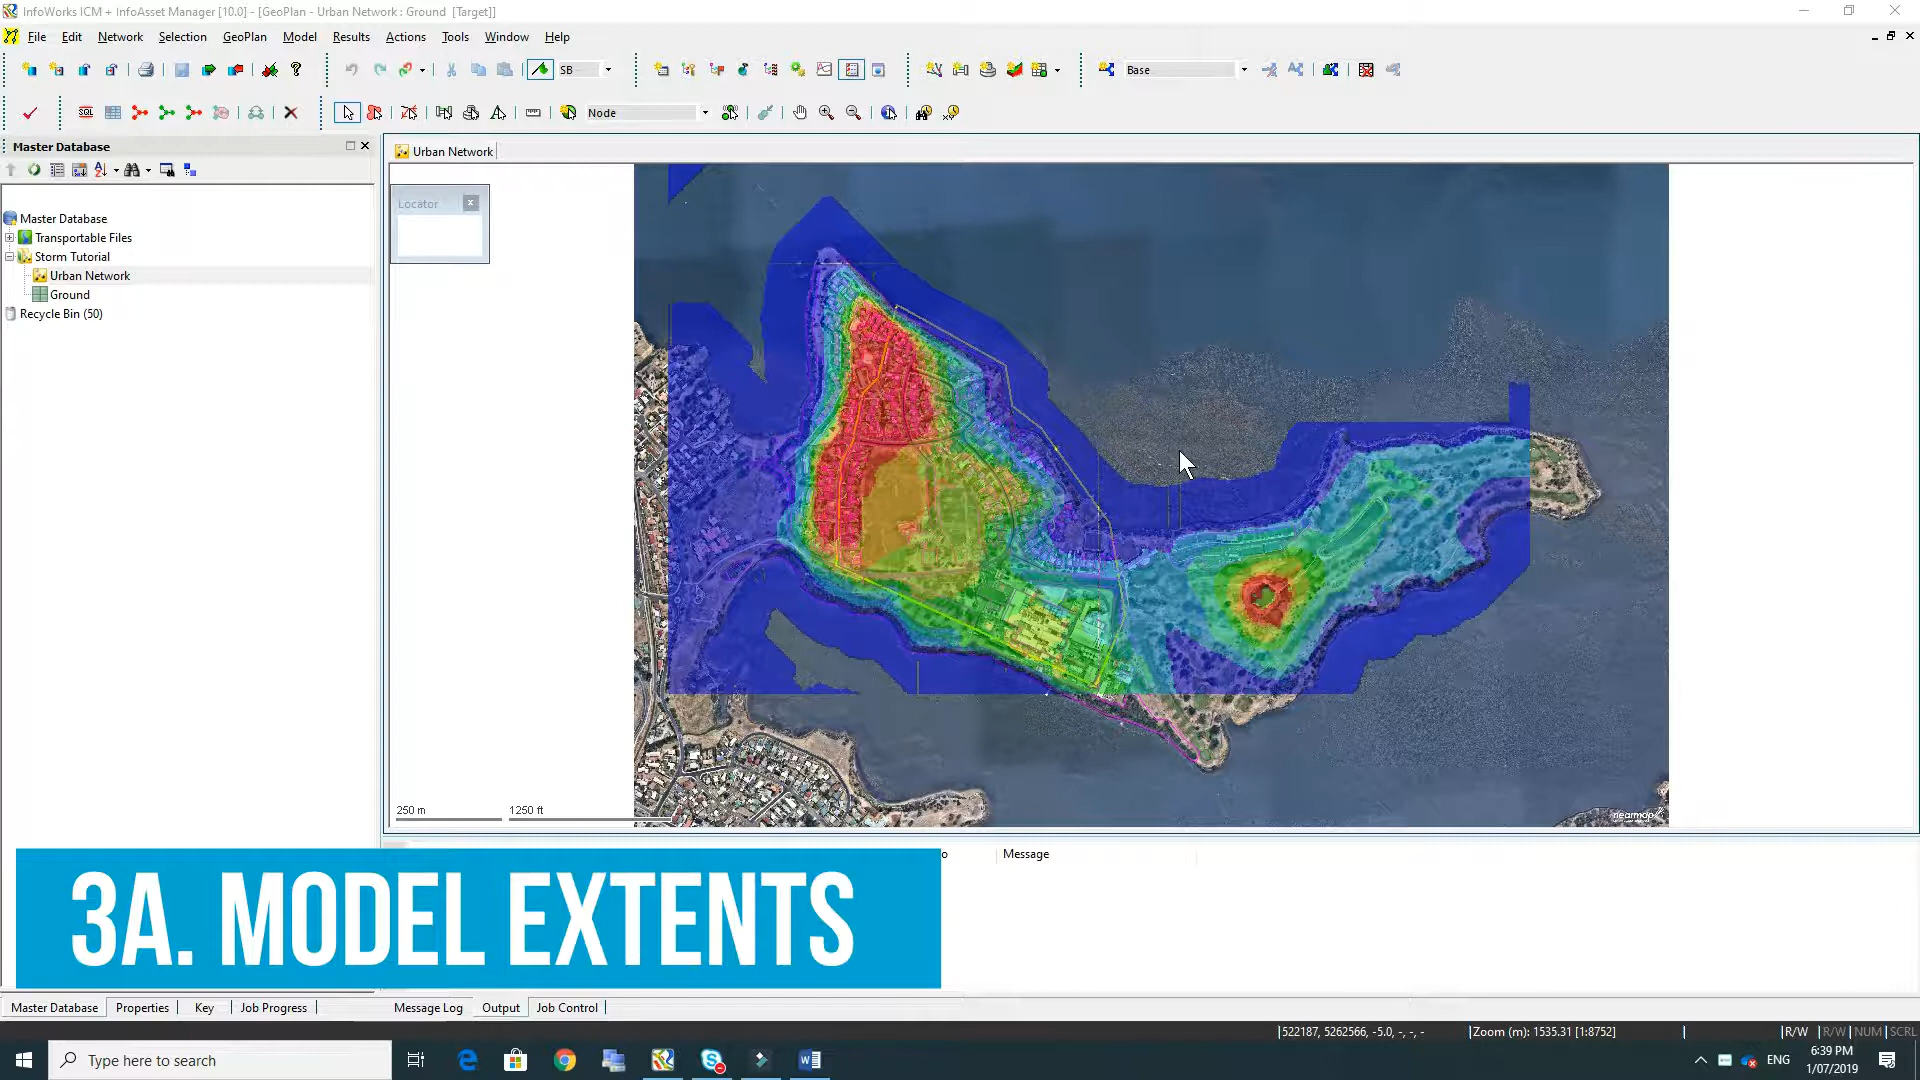 InfoWorks ICM + InfoAsset Manager [10.0] - [GeoPlan - Urban Network : Ground  [Target]]
File Edit Network Selection GeoPlan Model Results Actions Tools Window Help
SB
Base
SQL
Node
Master Database
Urban Network
Locator
Master Database
Transportable Files
Storm Tutorial
Urban Network
Ground
Recycle Bin (50)
250 m 1250 ft
nearmap
o Message
3A. MODEL EXTENTS
Master Database Properties Key Job Progress Message Log Output Job Control
522187, 5262566, -5.0, -, -, - Zoom (m): 1535.31 [1:8752] R/W R/W NUM SCRL
Type here to search
ENG
6:39 PM
1/07/2019